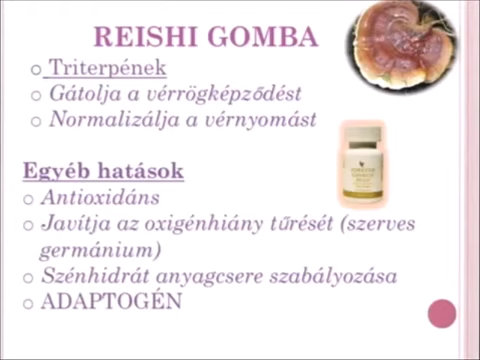 REISHI GOMBA
Triterpének
Gátolja a vérrögképződést
Normalizálja a vérnyomást
Egyéb hatások
Antioxidáns
Javítja az oxigénhiány tűrését (szerves
germánium)
Szénhidrát anyagcsere szabályozása
ADAPTOGÉN